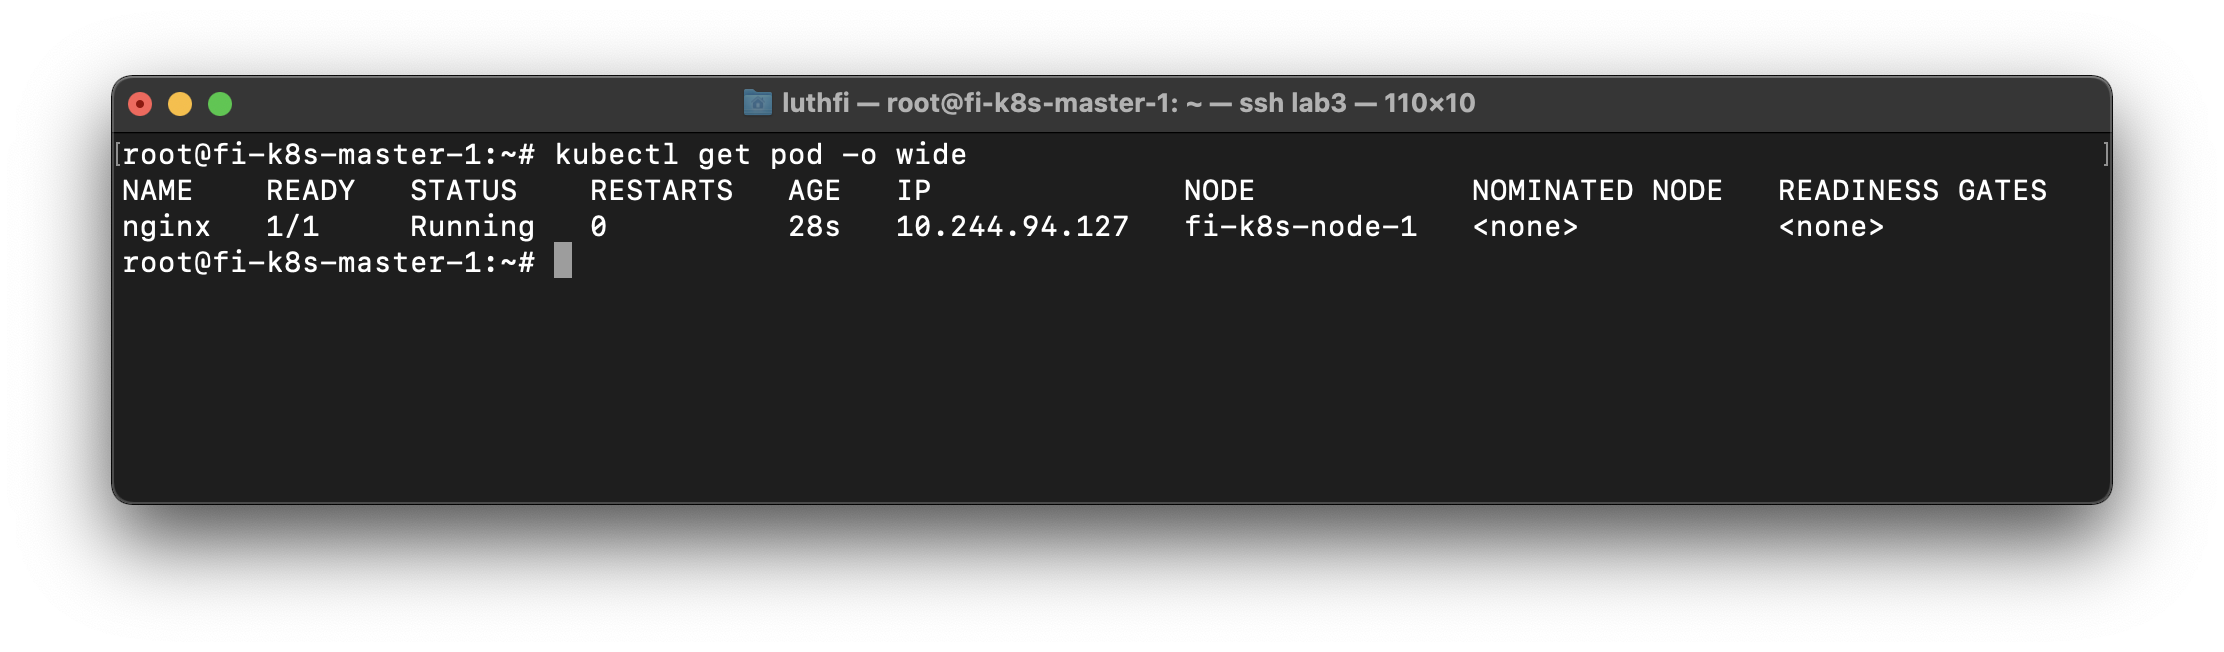 luthfi — root@fi-k8s-master-1: ~ — ssh lab3 — 110×10
[root@fi-k8s-master-1:~# kubectl get pod -o wide ]
NAME    READY   STATUS    RESTARTS   AGE   IP              NODE            NOMINATED NODE   READINESS GATES
nginx   1/1     Running   0          28s   10.244.94.127   fi-k8s-node-1   <none>           <none>
root@fi-k8s-master-1:~#